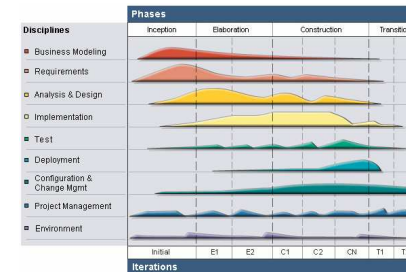 Phases
Disciplines
Inception Elaboration Construction Transitio
Business Modeling
Requirements
Analysis & Design
Implementation
Test
Deployment
Configuration &
Change Mgmt
Project Management
Environment
Initial E1 E2 C1 C2 CN T1 T
Iterations